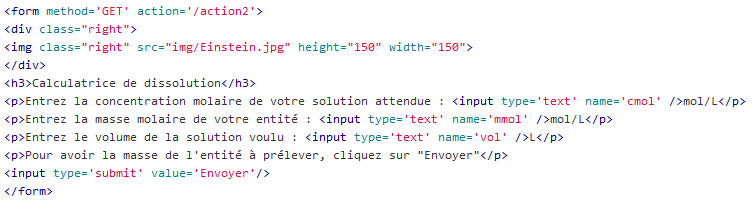 <form method='GET' action='/action2'>
<div class="right">
<img class="right" src="img/Einstein.jpg" height="150" width="150">
</div>
<h3>Calculatrice de dissolution</h3>
<p>Entrez la concentration molaire de votre solution attendue : <input type='text' name='cmol' />mol/L</p>
<p>Entrez la masse molaire de votre entité : <input type='text' name='mmol' />mol/L</p>
<p>Entrez le volume de la solution voulu : <input type='text' name='vol' />L</p>
<p>Pour avoir la masse de l'entité à prélever, cliquez sur "Envoyer"</p>
<input type='submit' value='Envoyer'/>
</form>